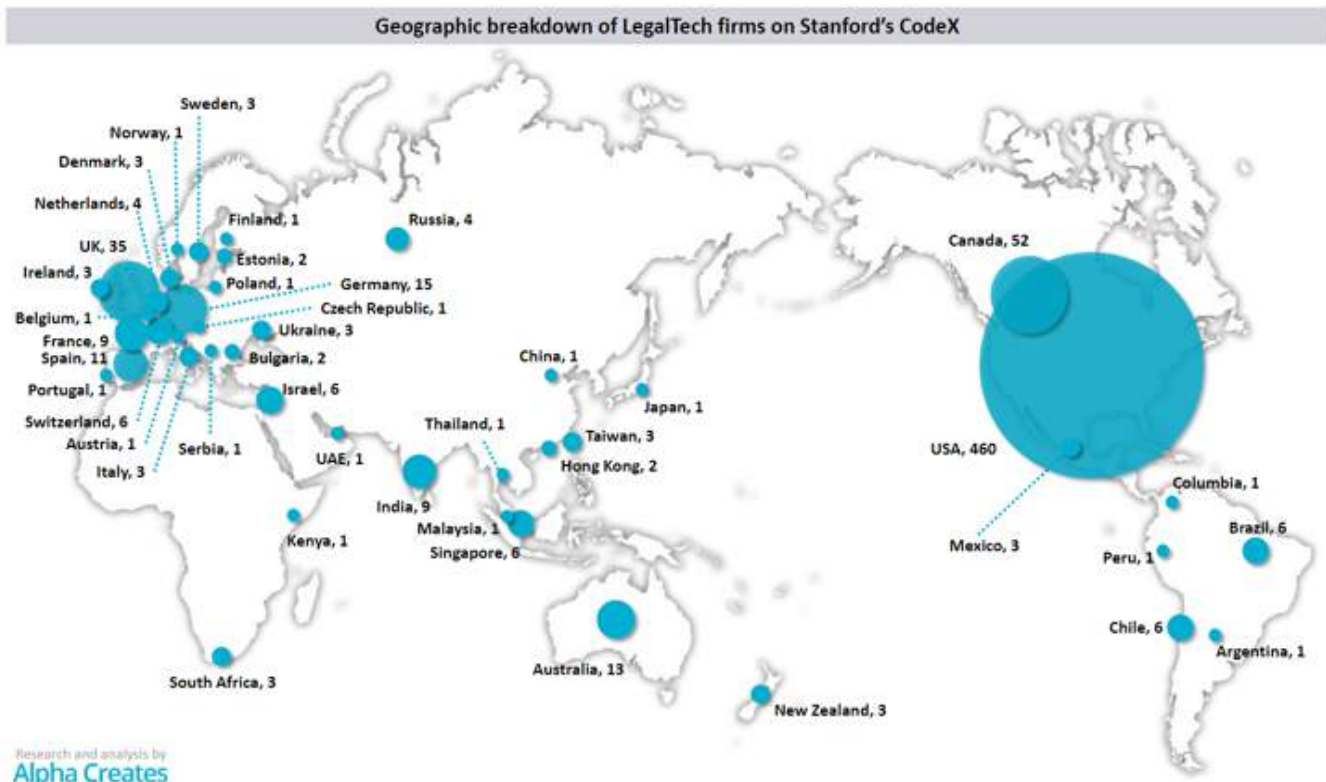 Geographic breakdown of LegalTech firms on Stanford's CodeX
Sweden, 3
Norway, 1
Denmark, 3
Netherlands, 4
Finland, 1
Russia, 4
UK, 35
Estonia, 2
Canada, 52
Ireland, 3
Poland, 1
Germany, 15
Czech Republic, 1
Belgium, 1
Ukraine, 3
France, 9
Spain, 11
Bulgaria, 2
China, 1
Portugal, 1
Israel, 6
Japan, 1
Switzerland, 6
Thailand, 1
Austria, 1
Serbia, 1
Taiwan, 3
USA, 460
Italy, 3
UAE, 1
Hong Kong, 2
Columbia, 1
India, 9
Malaysia, 1
Brazil, 6
Kenya, 1
Singapore, 6
Mexico, 3
Peru, 1
Chile, 6
Argentina, 1
Australia, 13
South Africa, 3
New Zealand, 3
Research and analysis by
Alpha Creates